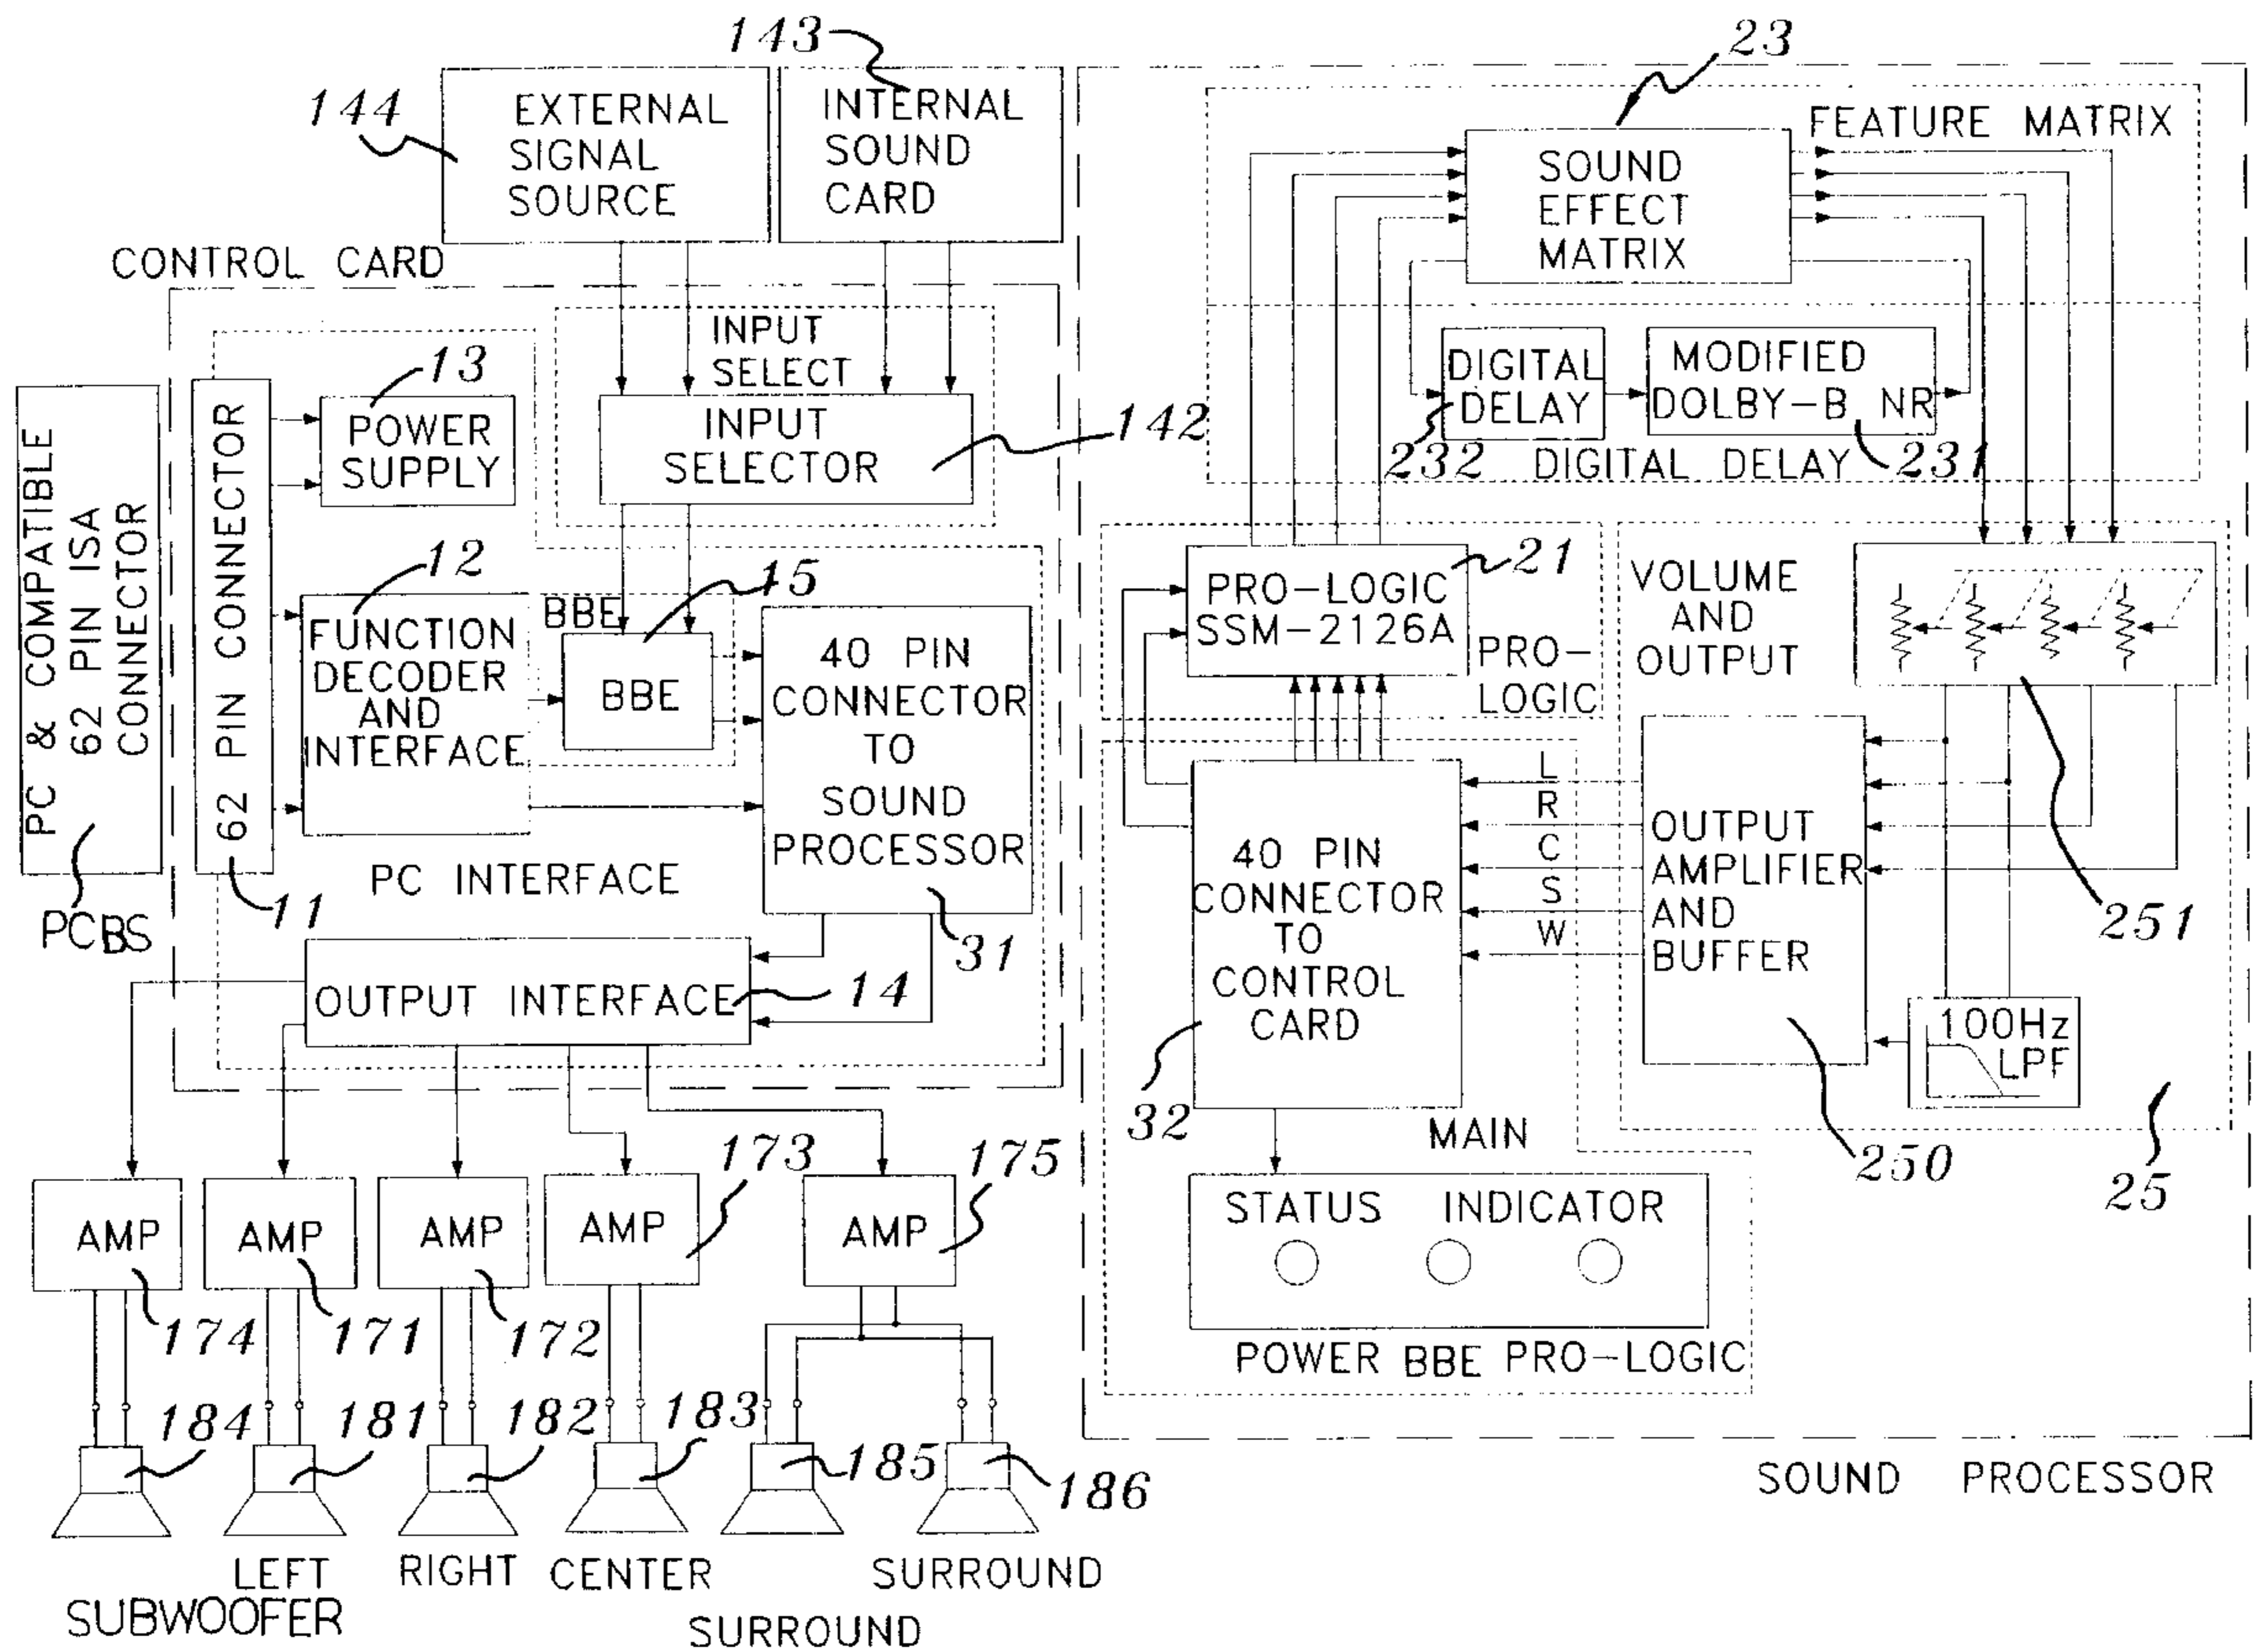 143
23
144
EXTERNAL
SIGNAL
SOURCE
INTERNAL
SOUND
CARD
FEATURE MATRIX
SOUND
EFFECT
MATRIX
CONTROL CARD
INPUT
SELECT
INPUT
SELECTOR
142
13
POWER
SUPPLY
DIGITAL
DELAY
MODIFIED
DOLBY-B NR
232
DIGITAL DELAY
231
PC & COMPATIBLE
62 PIN ISA
CONNECTOR
PCBS
62 PIN CONNECTOR
11
12
FUNCTION
DECODER
AND
INTERFACE
BBE
15
BBE
40 PIN
CONNECTOR
TO
SOUND
PROCESSOR
31
PC INTERFACE
OUTPUT INTERFACE
14
PRO-LOGIC
SSM-2126A
21
PRO-
LOGIC
VOLUME
AND
OUTPUT
251
L
R
C
S
W
40 PIN
CONNECTOR
TO
CONTROL
CARD
32
OUTPUT
AMPLIFIER
AND
BUFFER
250
100Hz
LPF
25
MAIN
STATUS INDICATOR
POWER BBE PRO-LOGIC
AMP
174
AMP
171
AMP
172
AMP
173
AMP
175
184
181
182
183
185
186
SOUND PROCESSOR
LEFT
RIGHT
CENTER
SURROUND
SUBWOOFER
SURROUND